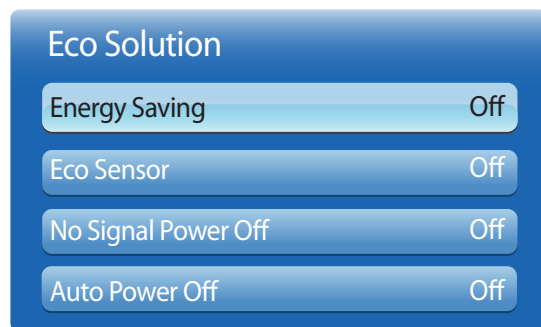 Eco Solution
Energy Saving Off
Eco Sensor Off
No Signal Power Off Off
Auto Power Off Off